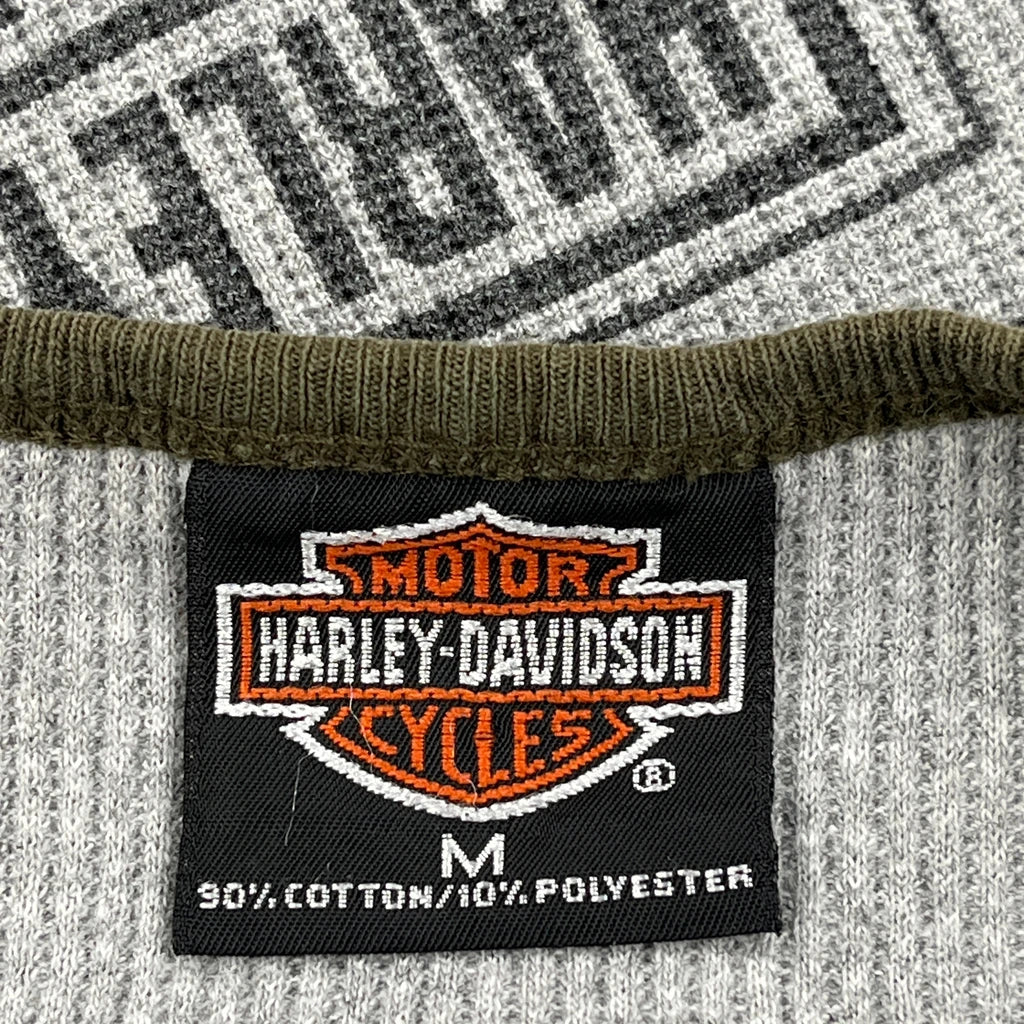 MOTOR
HARLEY-DAVIDSON
CYCLES
®
M
90% COTTON/10% POLYESTER